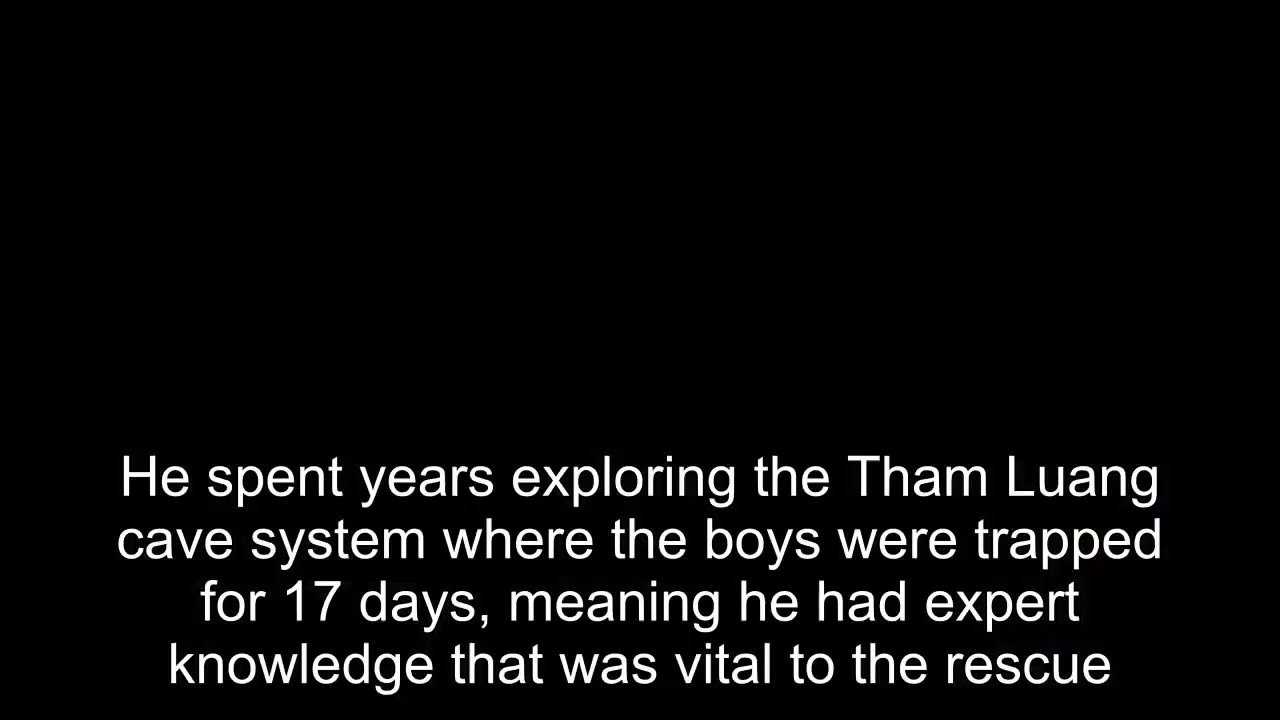 He spent years exploring the Tham Luang
cave system where the boys were trapped
for 17 days, meaning he had expert
knowledge that was vital to the rescue